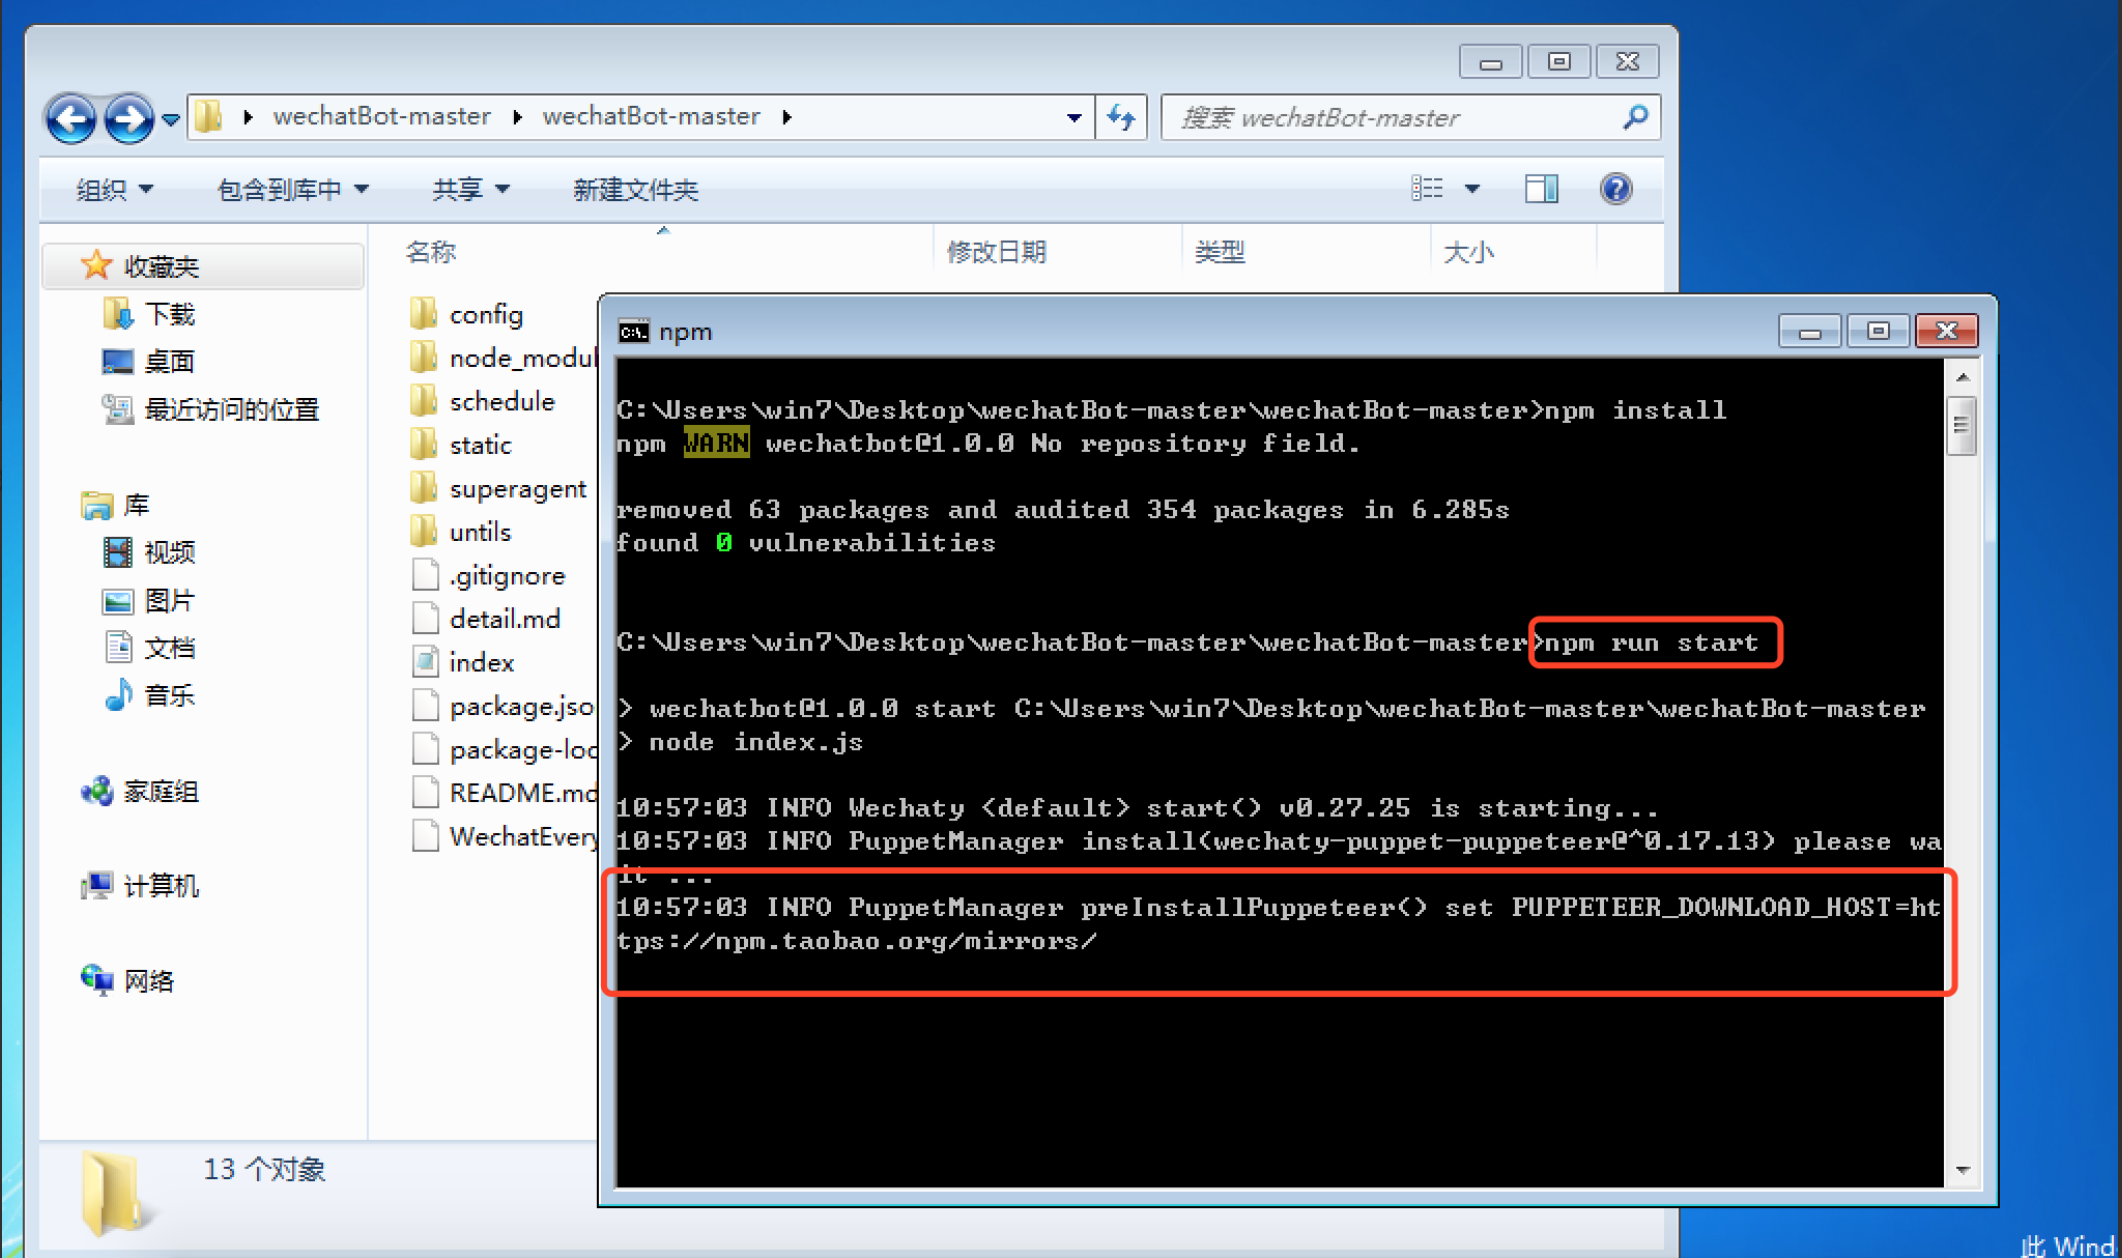 wechatBot-master wechatBot-master
搜索 wechatBot-master
组织 包含到库中 共享 新建文件夹
名称 修改日期 类型 大小
收藏夹
下载
桌面
最近访问的位置
库
视频
图片
文档
音乐
家庭组
计算机
网络
config
node_modul
schedule
static
superagent
untils
.gitignore
detail.md
index
package.jso
package-loc
README.md
WechatEvery
13 个对象
npm
C:\Users\win7\Desktop\wechatBot-master\wechatBot-master>npm install
npm WARN wechatbot@1.0.0 No repository field.
removed 63 packages and audited 354 packages in 6.285s
found 0 vulnerabilities
C:\Users\win7\Desktop\wechatBot-master\wechatBot-master>npm run start
> wechatbot@1.0.0 start C:\Users\win7\Desktop\wechatBot-master\wechatBot-master
> node index.js
10:57:03 INFO Wechaty <default> start() v0.27.25 is starting...
10:57:03 INFO PuppetManager install(wechaty-puppet-puppeteer@^0.17.13) please wa
it ...
10:57:03 INFO PuppetManager preInstallPuppeteer() set PUPPETEER_DOWNLOAD_HOST=ht
tps://npm.taobao.org/mirrors/
此 Wind